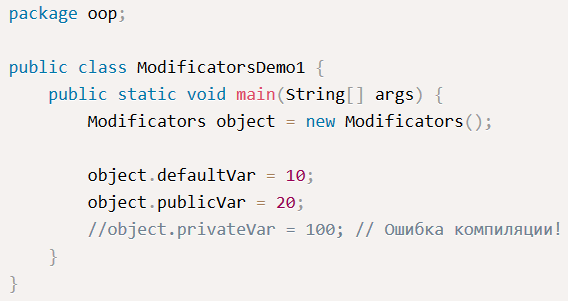 package oop;
public class ModificatorsDemo1 {
    public static void main(String[] args) {
        Modificators object = new Modificators();
        object.defaultVar = 10;
        object.publicVar = 20;
        //object.privateVar = 100; // Ошибка компиляции!
    }
}